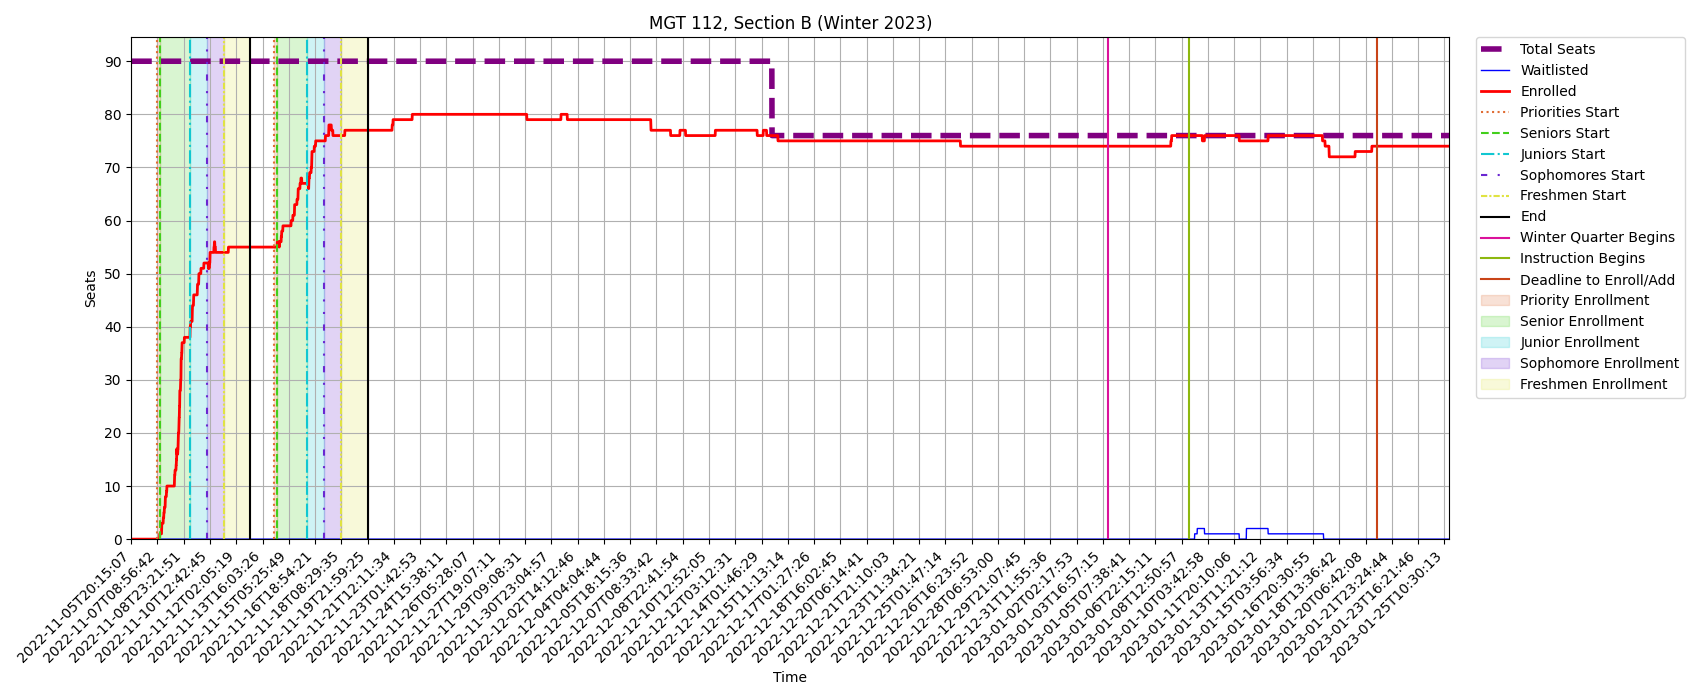 MGT 112, Section B (Winter 2023)
Seats
90
80
70
60
50
40
30
20
10
0
2022-11-05T20:15:07
2022-11-07T08:56:42
2022-11-08T23:21:51
2022-11-10T12:42:45
2022-11-12T02:05:19
2022-11-13T16:03:26
2022-11-15T05:25:49
2022-11-16T18:54:21
2022-11-18T08:29:35
2022-11-19T21:59:25
2022-11-21T12:11:34
2022-11-23T01:42:53
2022-11-24T15:38:11
2022-11-26T05:28:07
2022-11-27T19:07:11
2022-11-29T09:08:31
2022-11-30T23:04:57
2022-12-02T14:12:46
2022-12-04T04:04:44
2022-12-05T18:15:36
2022-12-07T08:33:42
2022-12-08T22:41:54
2022-12-10T12:52:05
2022-12-12T03:12:31
2022-12-14T01:46:29
2022-12-15T11:13:14
2022-12-17T01:27:26
2022-12-18T16:02:45
2022-12-20T06:14:41
2022-12-21T21:10:03
2022-12-23T11:34:21
2022-12-25T01:47:14
2022-12-26T16:23:52
2022-12-28T06:53:00
2022-12-29T21:07:45
2022-12-31T11:55:36
2023-01-02T02:17:53
2023-01-03T16:57:15
2023-01-05T07:38:41
2023-01-06T22:15:11
2023-01-08T12:50:57
2023-01-10T03:42:58
2023-01-11T20:10:06
2023-01-13T11:21:12
2023-01-15T03:56:34
2023-01-16T20:30:55
2023-01-18T13:36:42
2023-01-20T06:42:08
2023-01-21T23:24:44
2023-01-23T16:21:46
2023-01-25T10:30:13
Time
Total Seats
Waitlisted
Enrolled
Priorities Start
Seniors Start
Juniors Start
Sophomores Start
Freshmen Start
End
Winter Quarter Begins
Instruction Begins
Deadline to Enroll/Add
Priority Enrollment
Senior Enrollment
Junior Enrollment
Sophomore Enrollment
Freshmen Enrollment